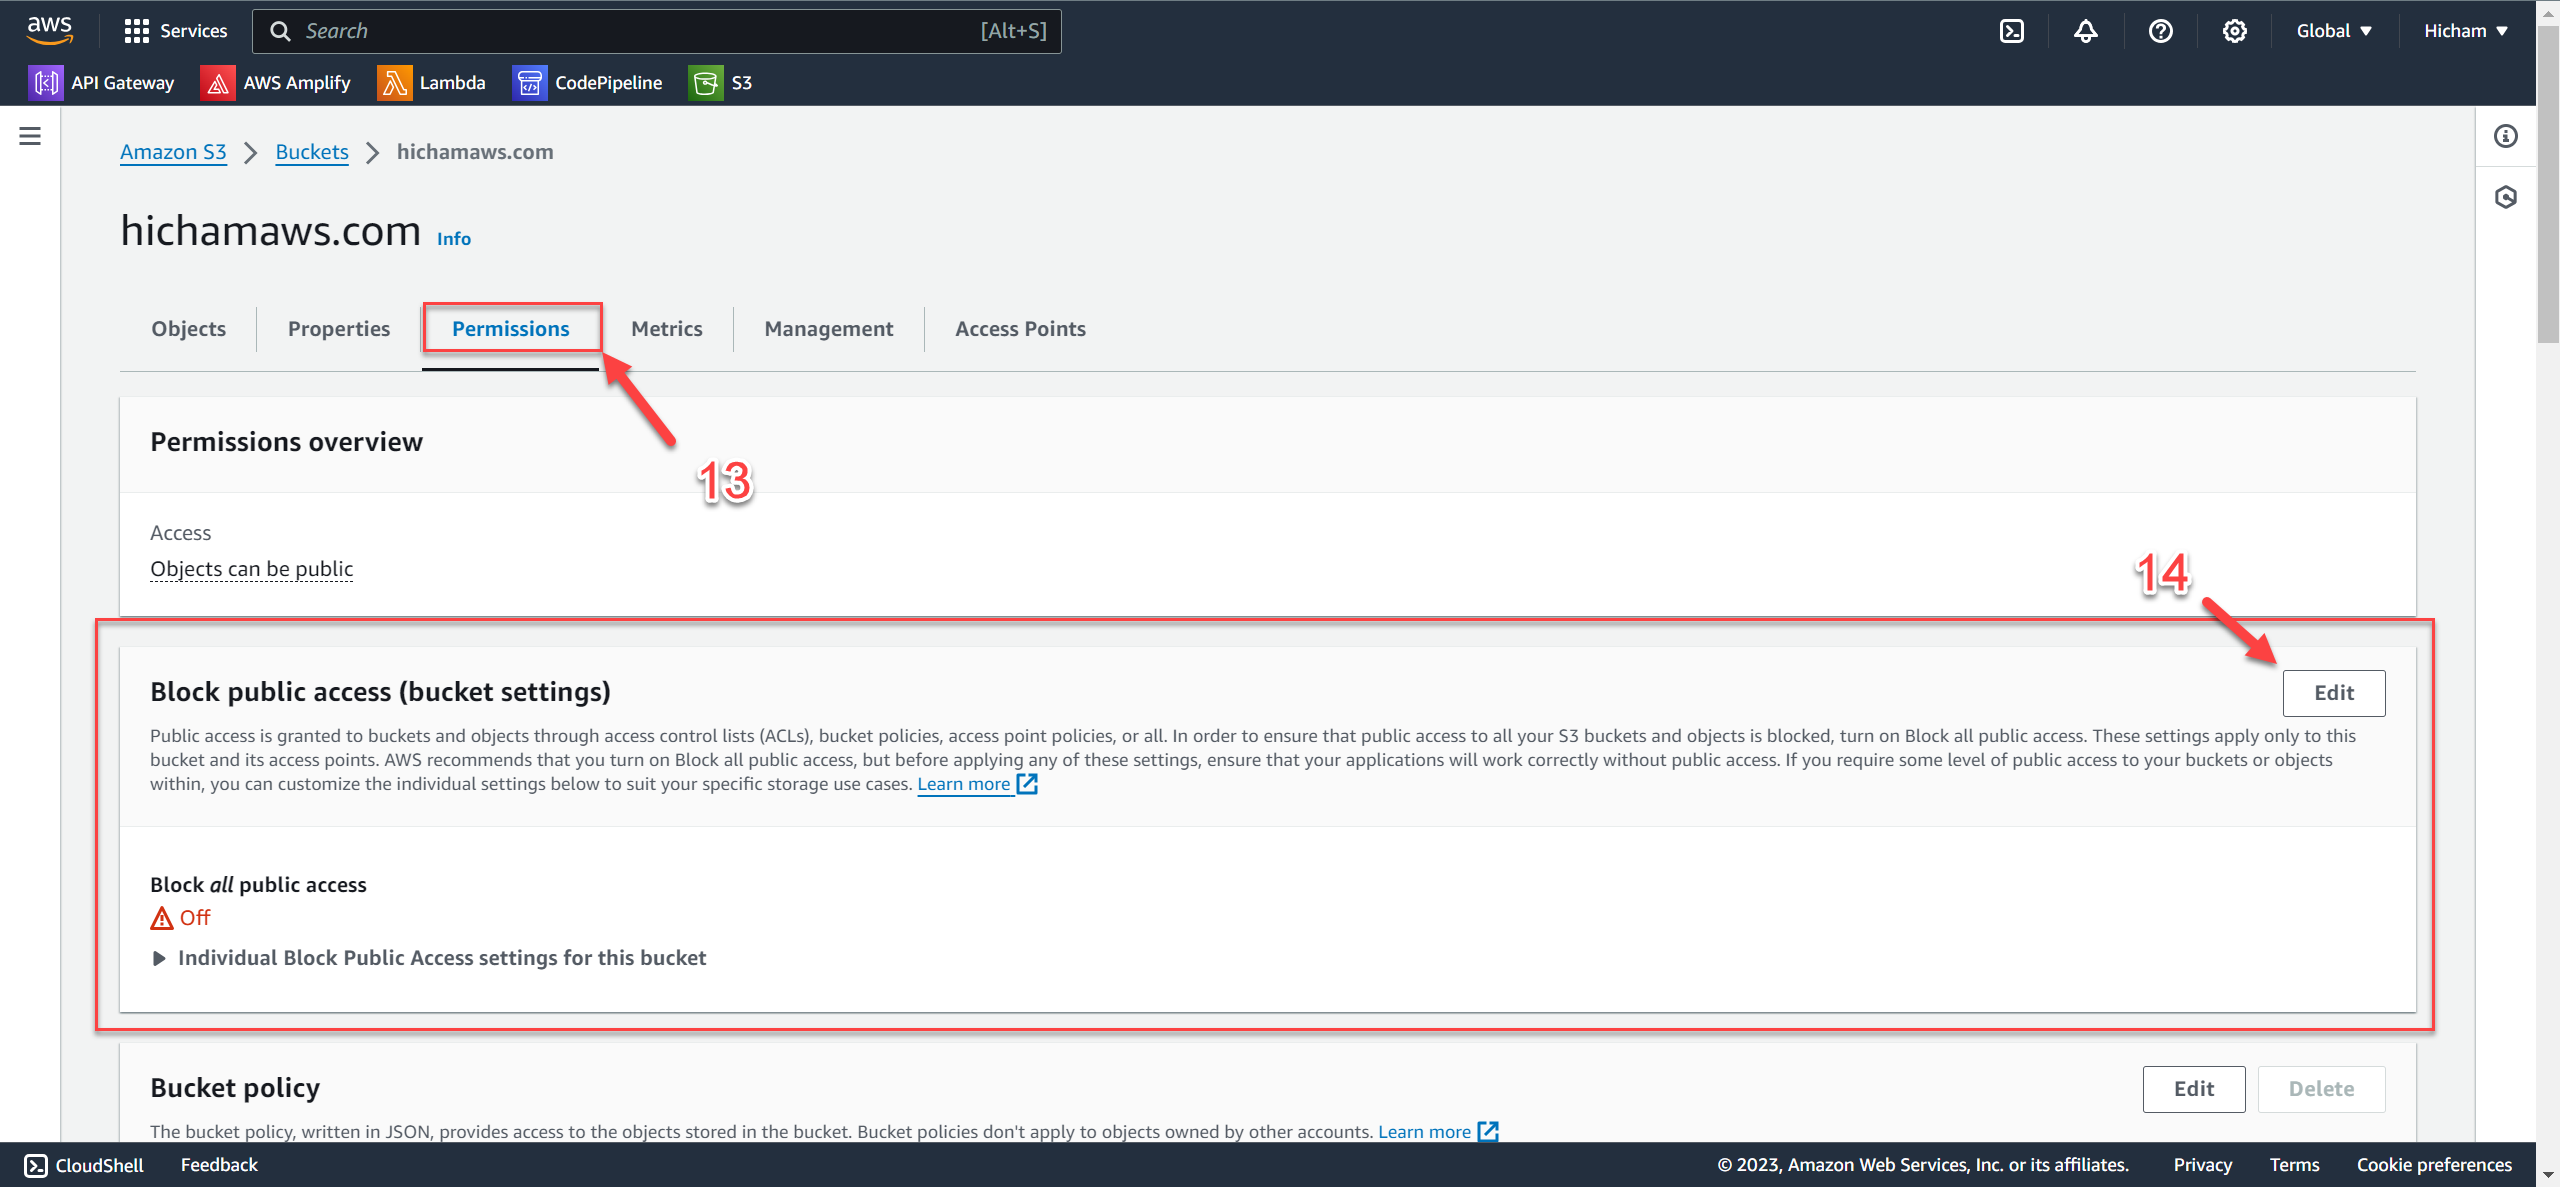 aws
Services
Search
[Alt+S]
Global ▼
Hicham ▼
API Gateway
AWS Amplify
Lambda
CodePipeline
S3
Amazon S3 > Buckets > hichamaws.com
hichamaws.com Info
Objects
Properties
Permissions
Metrics
Management
Access Points
13
Permissions overview
Access
Objects can be public
14
Block public access (bucket settings)
Edit
Public access is granted to buckets and objects through access control lists (ACLs), bucket policies, access point policies, or all. In order to ensure that public access to all your S3 buckets and objects is blocked, turn on Block all public access. These settings apply only to this
bucket and its access points. AWS recommends that you turn on Block all public access, but before applying any of these settings, ensure that your applications will work correctly without public access. If you require some level of public access to your buckets or objects
within, you can customize the individual settings below to suit your specific storage use cases. Learn more
Block all public access
Off
Individual Block Public Access settings for this bucket
Bucket policy
Edit
Delete
The bucket policy, written in JSON, provides access to the objects stored in the bucket. Bucket policies don't apply to objects owned by other accounts. Learn more
CloudShell
Feedback
© 2023, Amazon Web Services, Inc. or its affiliates.
Privacy
Terms
Cookie preferences